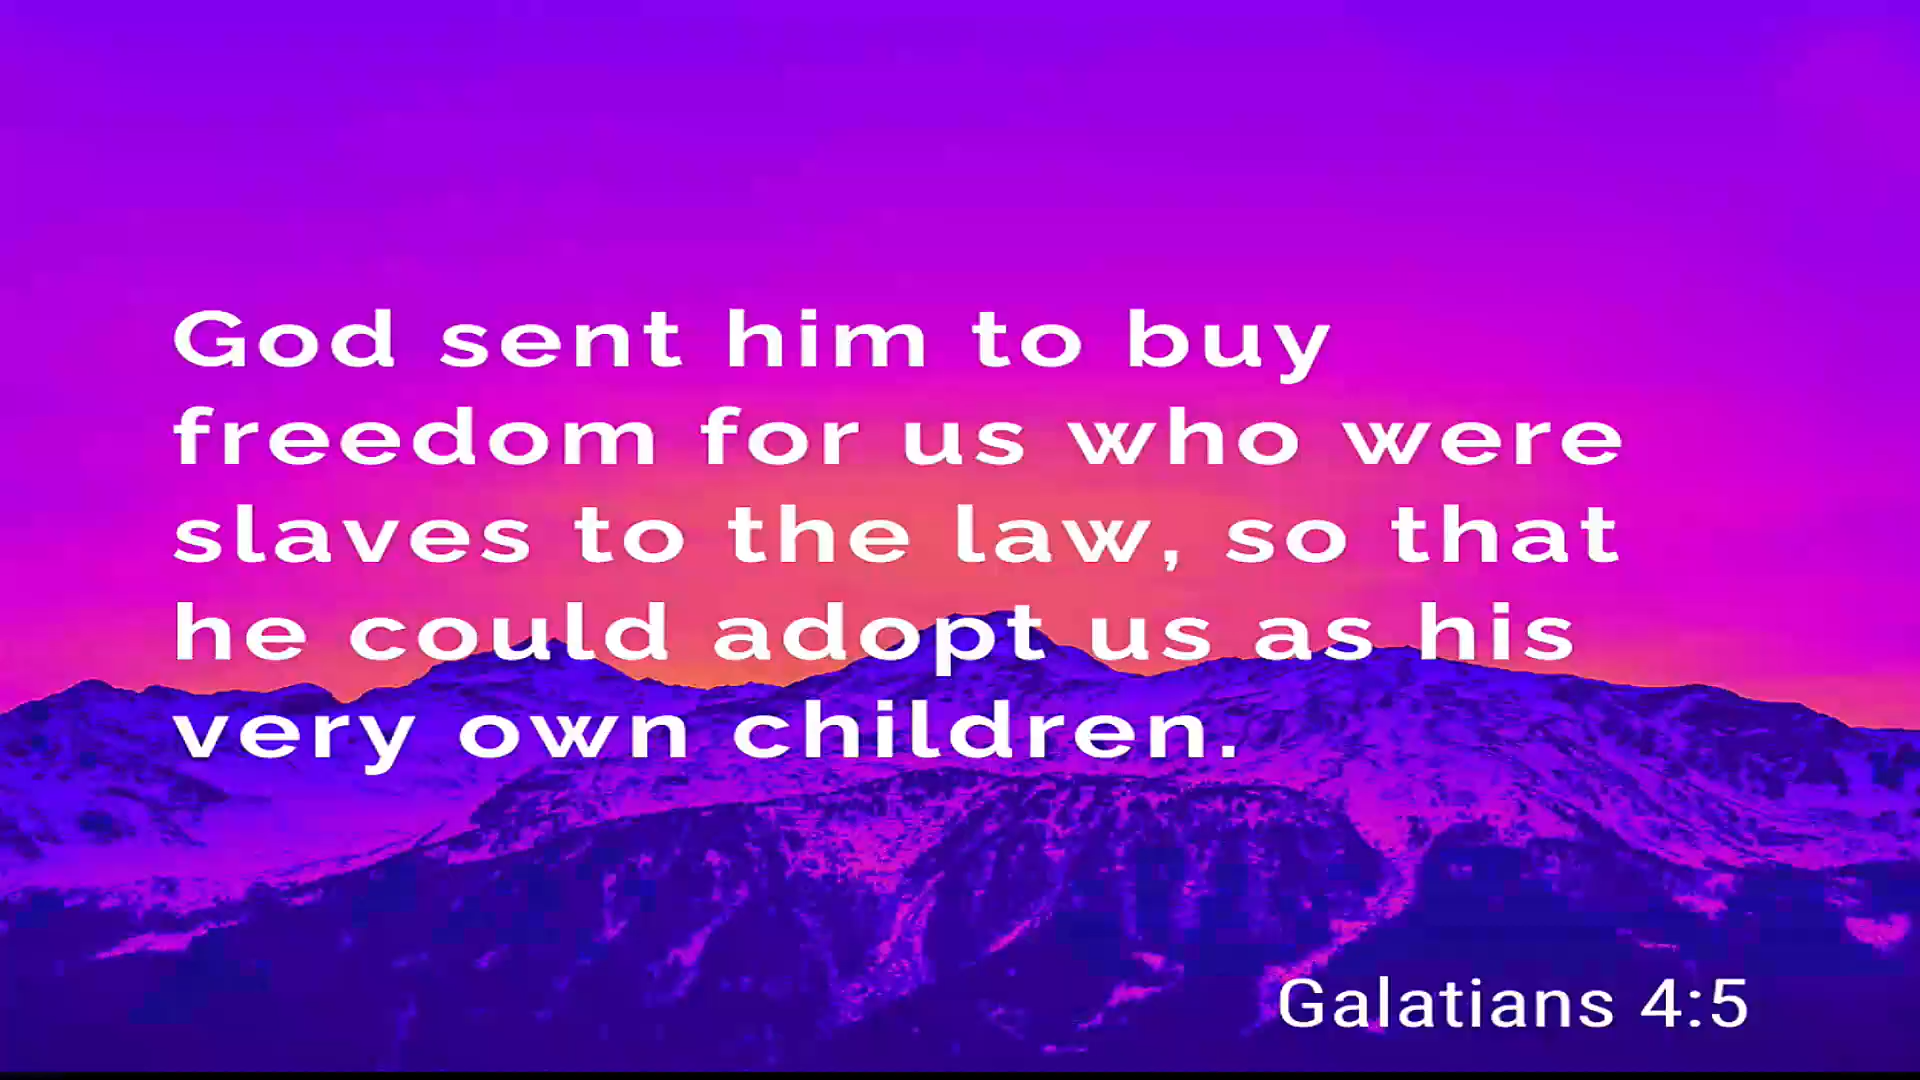 God sent him to buy
freedom for us who were
slaves to the law, so that
he could adopt us as his
very own children.
Galatians 4:5